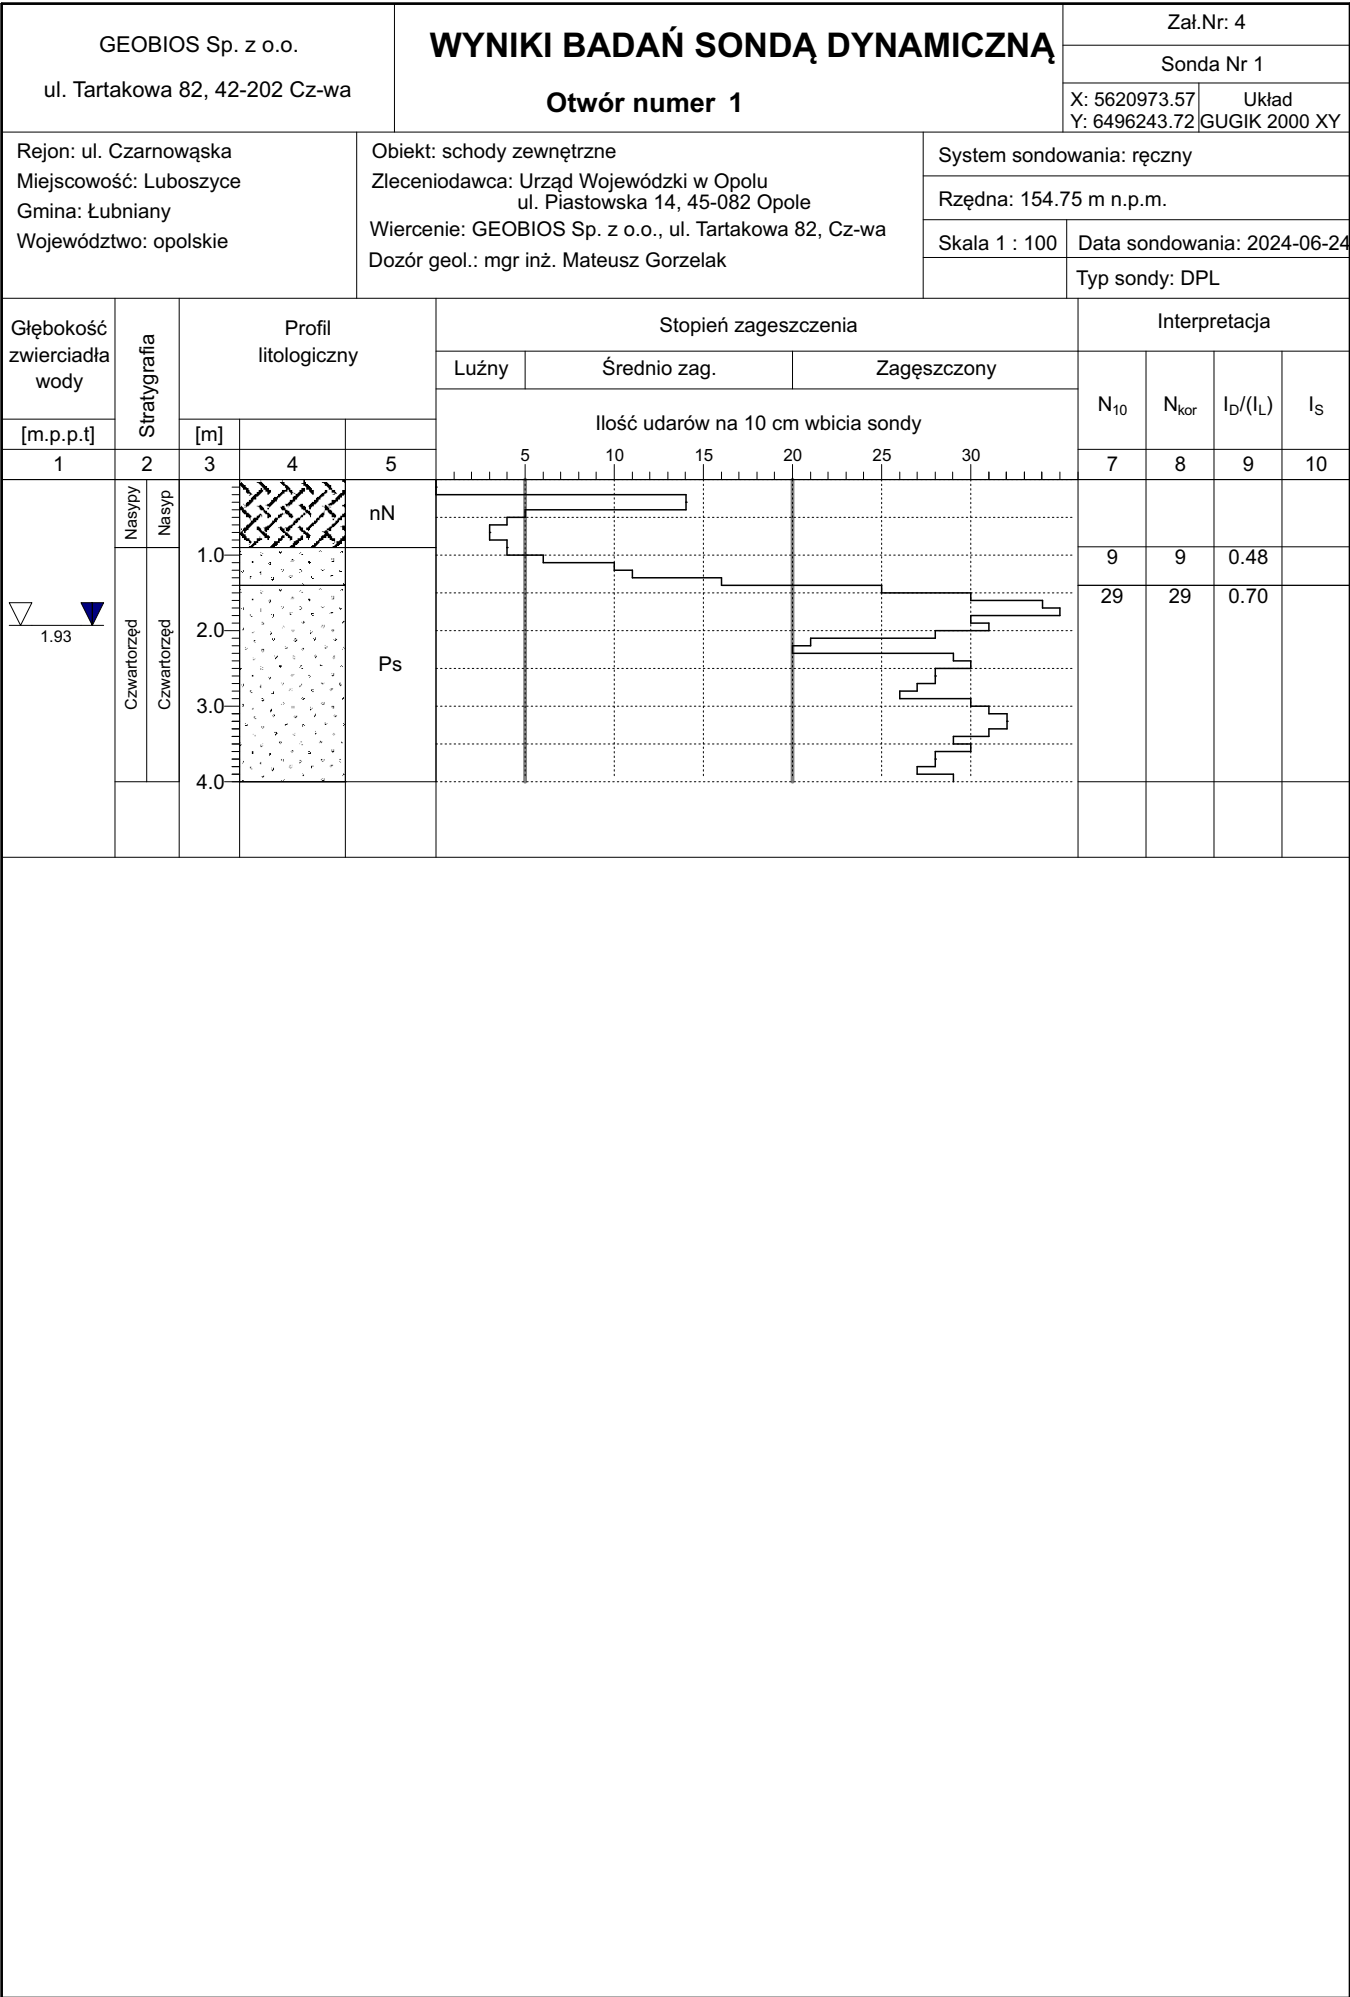 GEOBIOS Sp. z o.o.
ul. Tartakowa 82, 42-202 Cz-wa
WYNIKI BADAŃ SONDĄ DYNAMICZNĄ
Otwór numer 1
Zał.Nr: 4
Sonda Nr 1
X: 5620973.57
Y: 6496243.72
Układ
GUGIK 2000 XY
Rejon: ul. Czarnowąska
Miejscowość: Luboszyce
Gmina: Łubniany
Województwo: opolskie
Obiekt: schody zewnętrzne
Zleceniodawca: Urząd Wojewódzki w Opolu
ul. Piastowska 14, 45-082 Opole
Wiercenie: GEOBIOS Sp. z o.o., ul. Tartakowa 82, Cz-wa
Dozór geol.: mgr inż. Mateusz Gorzelak
System sondowania: ręczny
Rzędna: 154.75 m n.p.m.
Skala 1 : 100
Data sondowania: 2024-06-24
Typ sondy: DPL
Głębokość
zwierciadła
wody
[m.p.p.t]
Stratygrafia
Profil
litologiczny
[m]
Stopień zageszczenia
Luźny
Średnio zag.
Zagęszczony
Ilość udarów na 10 cm wbicia sondy
5 10 15 20 25 30
Interpretacja
N10 Nkor ID/(IL) IS
1 2 3 4 5 7 8 9 10
Nasypy
Nasyp
nN
1.0
9 9 0.48
29 29 0.70
1.93
2.0
Czwartorzęd
Czwartorzęd
Ps
3.0
4.0